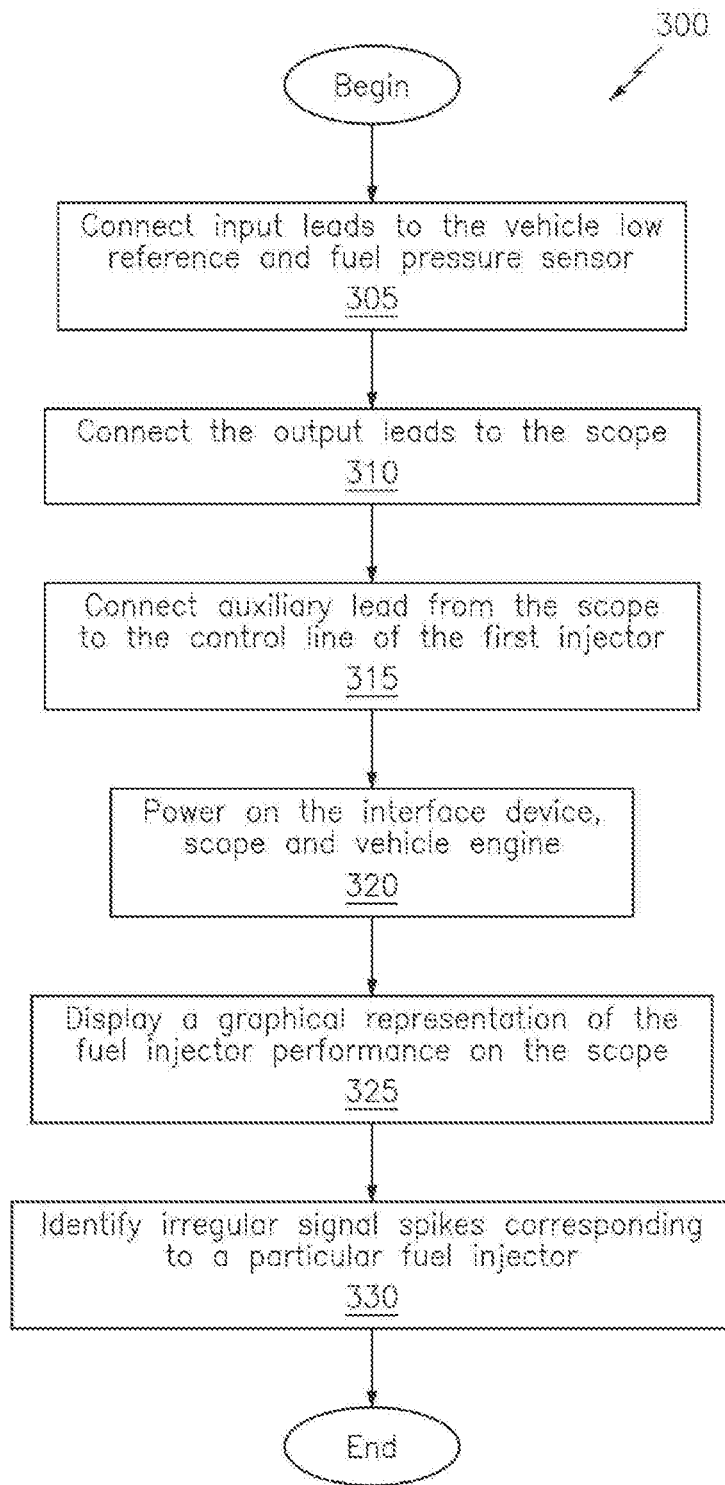 300
Begin
Connect input leads to the vehicle low
reference and fuel pressure sensor
305
Connect the output leads to the scope
310
Connect auxiliary lead from the scope
to the control line of the first injector
315
Power on the interface device,
scope and vehicle engine
320
Display a graphical representation of the
fuel injector performance on the scope
325
Identify irregular signal spikes corresponding
to a particular fuel injector
330
End